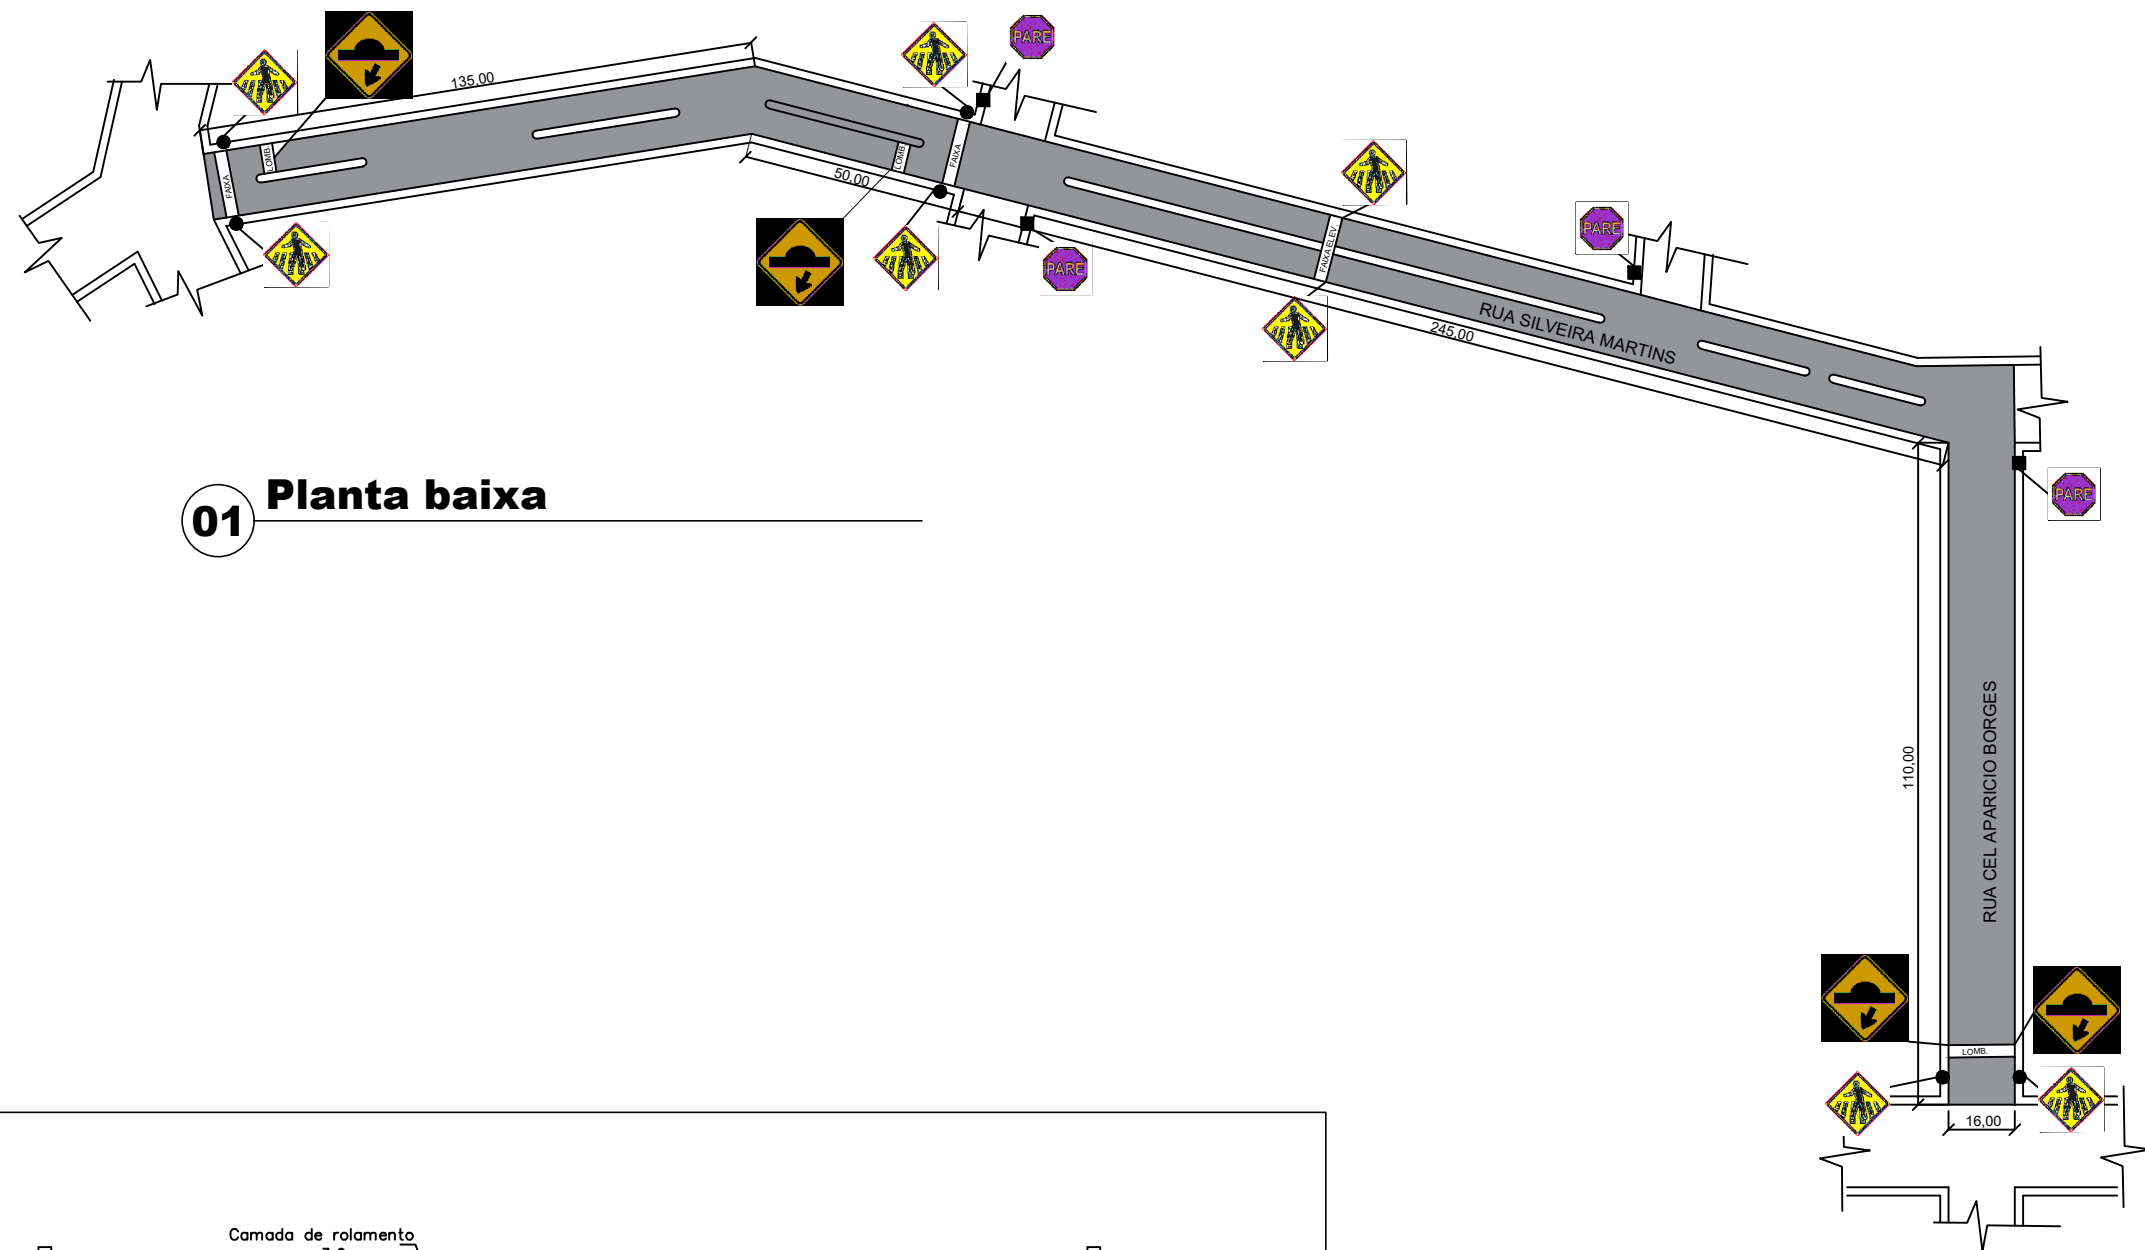 PARE
135,00
LOMB.
FAIXA
50,00
LOMB.
FAIXA
PARE
FAIXA ELEV.
PARE
RUA SILVEIRA MARTINS
245,00
PARE
01 Planta baixa
110,00
RUA CEL APARICIO BORGES
LOMB.
16,00
Camada de rolamento